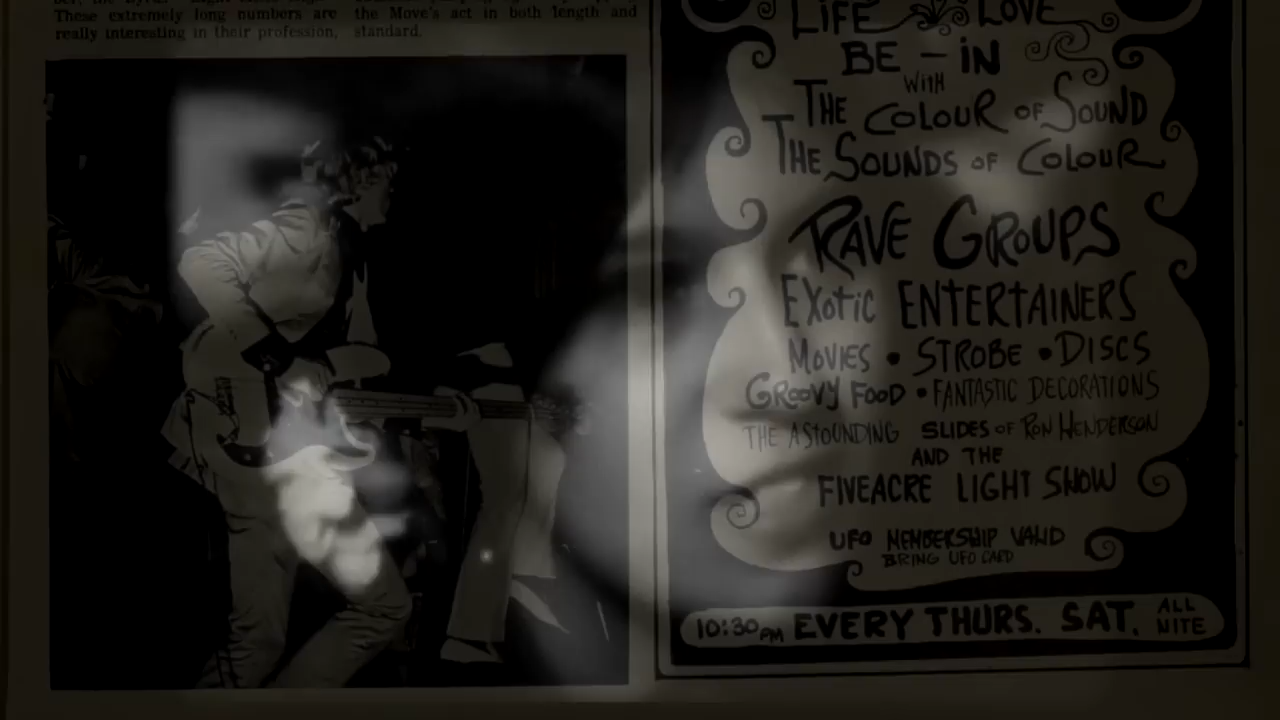 These extremely long numbers are
really interesting in their profession,
the Move's act in both length and
standard.
LIFE LOVE
BE - IN
WITH
THE COLOUR OF SOUND
THE SOUNDS OF COLOUR
RAVE GROUPS
EXOTIC ENTERTAINERS
MOVIES • STROBE • DISCS
GROOVY FOOD • FANTASTIC DECORATIONS
THE ASTOUNDING SLIDES OF RON HENDERSON
AND THE
FIVEACRE LIGHT SHOW
UFO MEMBERSHIP VALID
BRING UFO CARD
10:30 PM EVERY THURS. SAT. ALL NITE